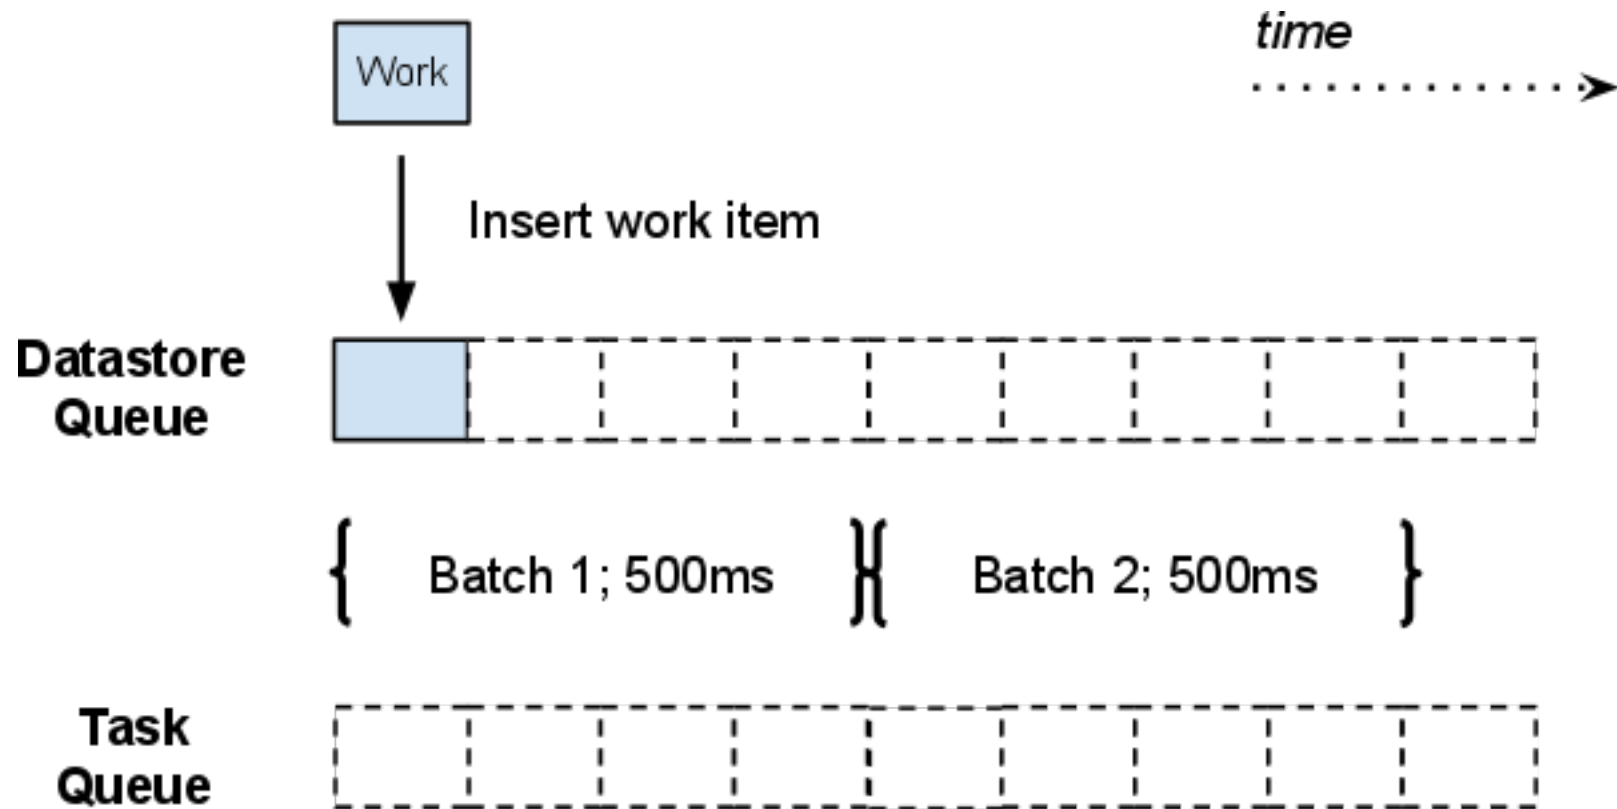 time
Work
Insert work item
Datastore
Queue
Batch 1; 500ms
Batch 2; 500ms
Task
Queue